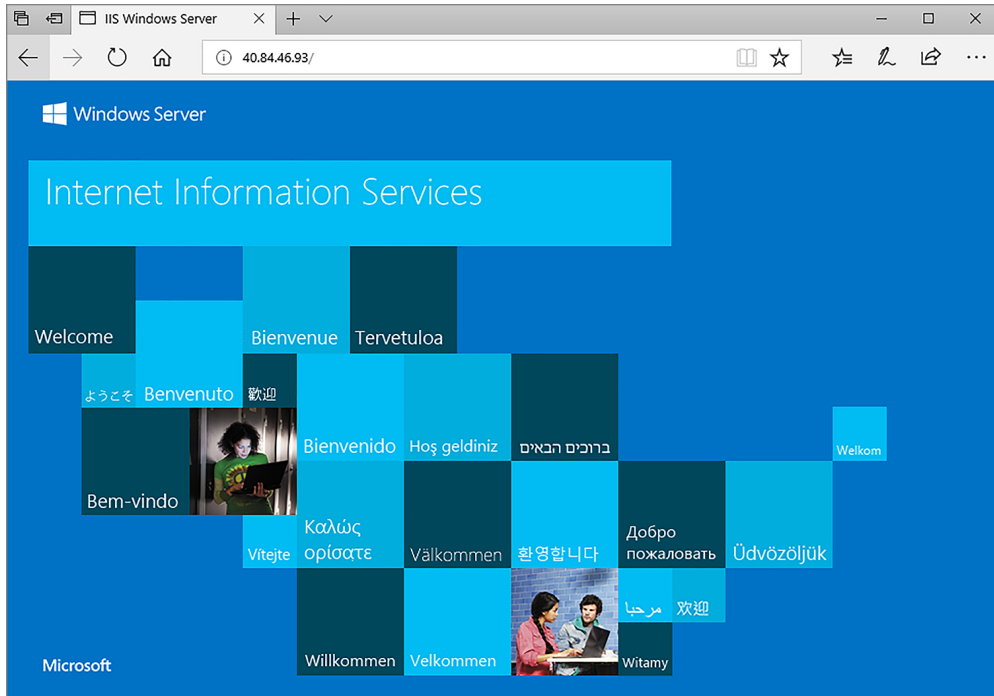 IIS Windows Server
40.84.46.93/
Windows Server
Internet Information Services
Welcome
Bienvenue
Tervetuloa
ようこそ
Benvenuto
歡迎
Bienvenido
Hoş geldiniz
ברוכים הבאים
Welkom
Bem-vindo
Vítejte
Καλώς
ορίσατε
Välkommen
환영합니다
Добро
пожаловать
Üdvözöljük
مرحبا
欢迎
Willkommen
Velkommen
Witamy
Microsoft